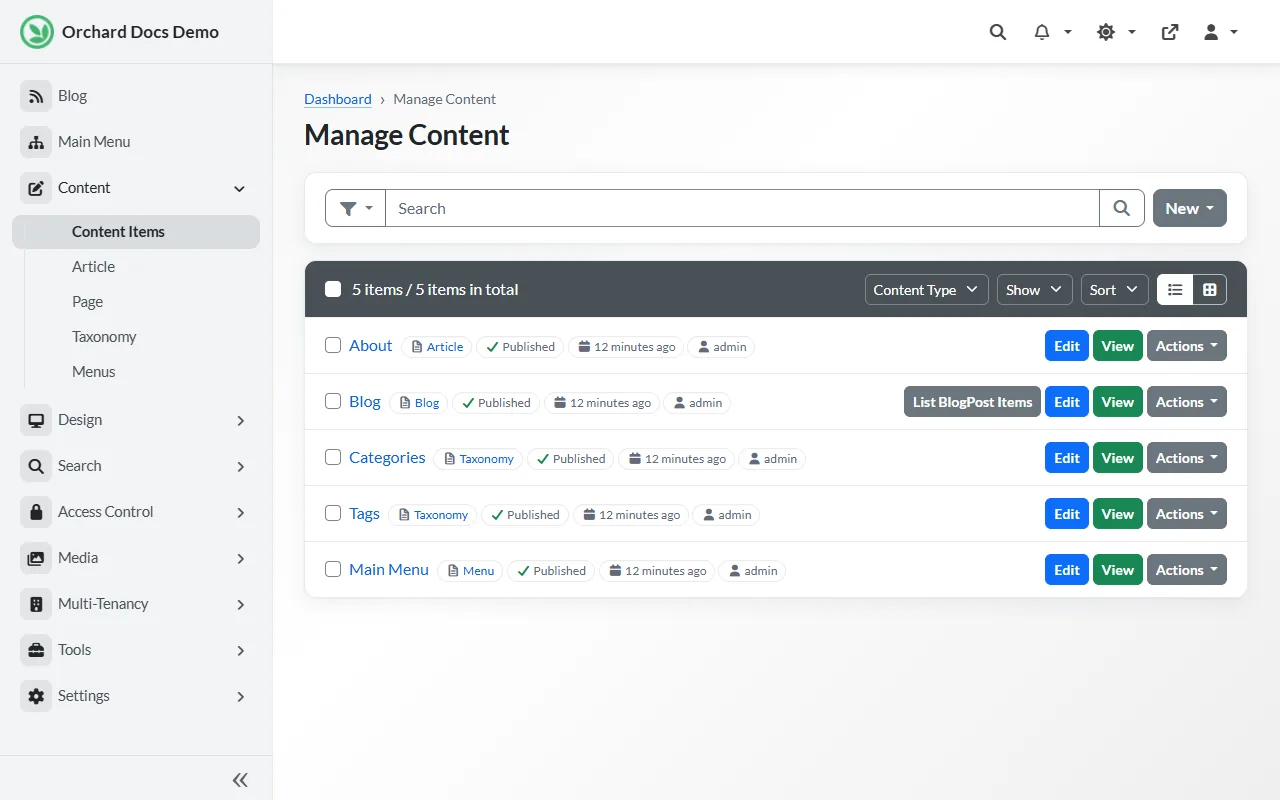 Orchard Docs Demo
Blog
Main Menu
Content
Content Items
Article
Page
Taxonomy
Menus
Design
Search
Access Control
Media
Multi-Tenancy
Tools
Settings
Dashboard › Manage Content
Manage Content
Search
New
5 items / 5 items in total
Content Type
Show
Sort
About Article Published 12 minutes ago admin Edit View Actions
Blog Blog Published 12 minutes ago admin List BlogPost Items Edit View Actions
Categories Taxonomy Published 12 minutes ago admin Edit View Actions
Tags Taxonomy Published 12 minutes ago admin Edit View Actions
Main Menu Menu Published 12 minutes ago admin Edit View Actions